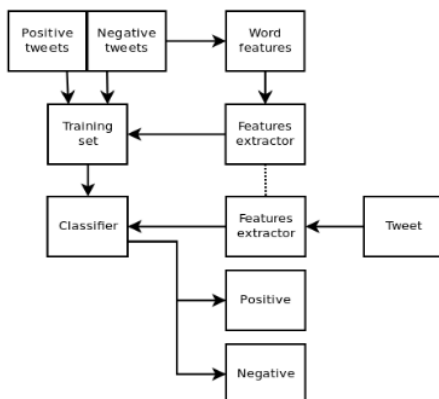 Positive
tweets
Negative
tweets
Word
features
Training
set
Features
extractor
Classifier
Features
extractor
Tweet
Positive
Negative